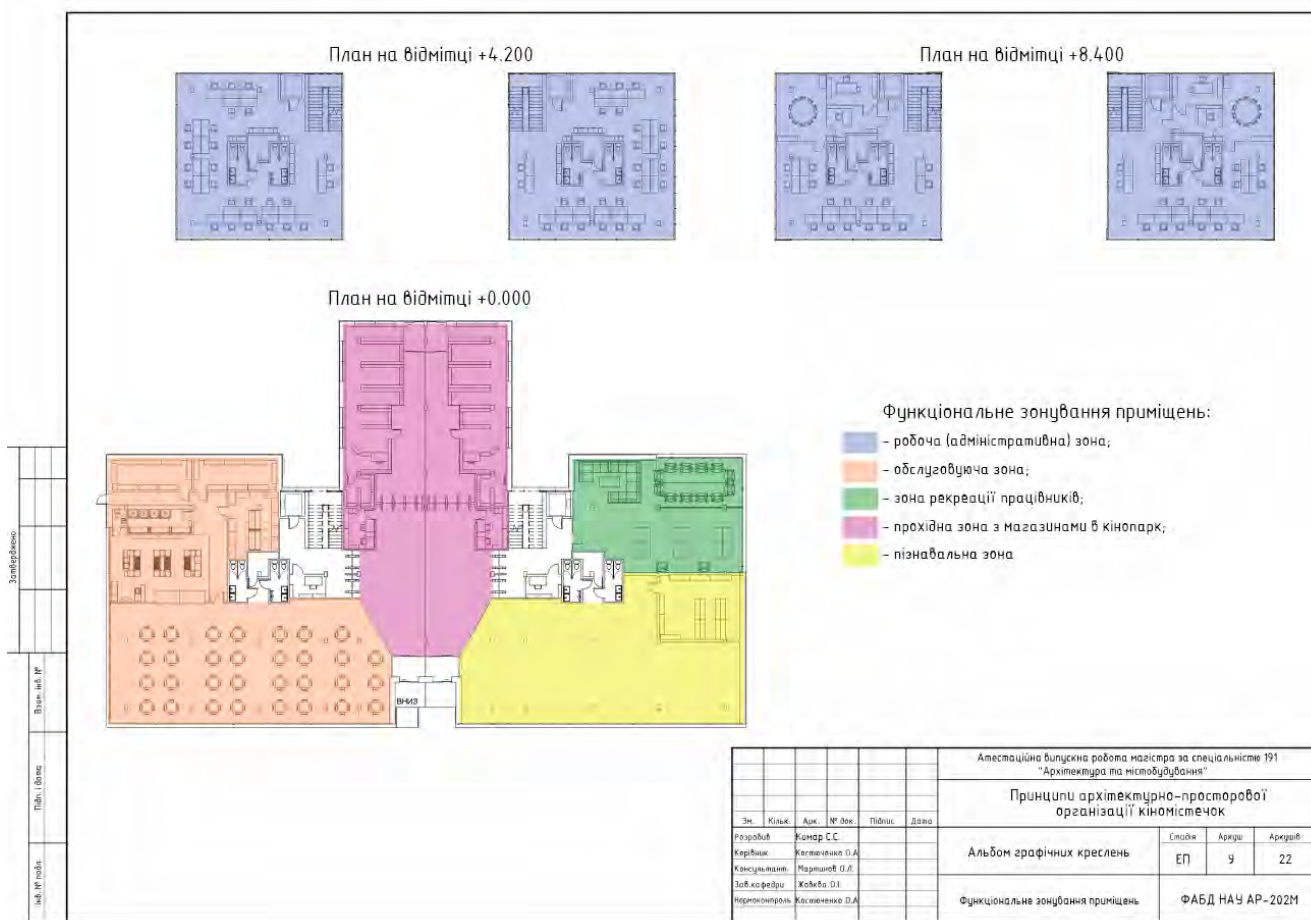 План на відмітці +4.200
План на відмітці +8.400
План на відмітці +0.000
ВНИЗ
Функціональне зонування приміщень:
- робоча (адміністративна) зона;
- обслуговуюча зона;
- зона рекреації працівників;
- прохідна зона з магазинами в кінопарк;
- пізнавальна зона
Затверджено
Взам. інв. №
Підп. і дата
Інв. № подл.
Атестаційна випускна робота магістра за спеціальністю 191
"Архітектура та містобудування"
Принципи архітектурно-просторової
організації кіномістечок
Зм. Кільк. Арк. № док. Підпис Дата
Розробив Комар С.С.
Керівник Костюченко О.А
Консультант Мартинов О.Л.
Зав.кафедри
Нормоконтроль Костюченко О.А
Альбом графічних креслень
Стадія Аркуш Аркушів
ЕП 9 22
Функціональне зонування приміщень
ФАБД НАУ АР-202М